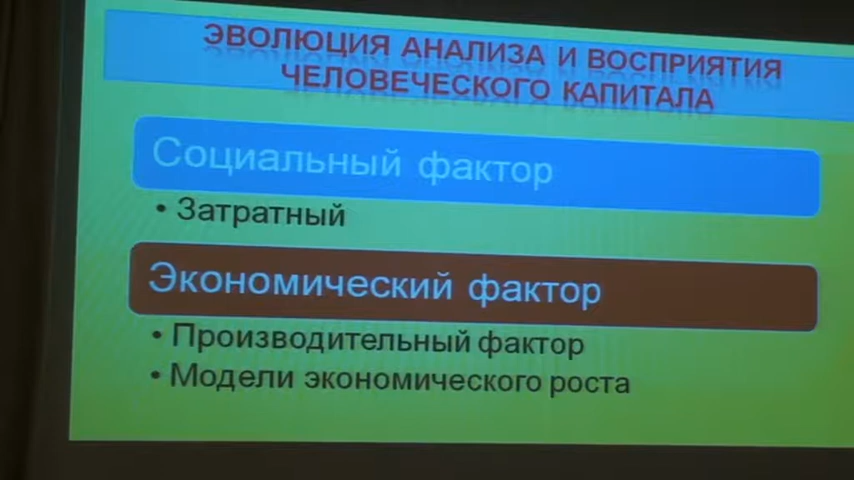 ЭВОЛЮЦИЯ АНАЛИЗА И ВОСПРИЯТИЯ
ЧЕЛОВЕЧЕСКОГО КАПИТАЛА
Социальный фактор
• Затратный
Экономический фактор
• Производительный фактор
• Модели экономического роста